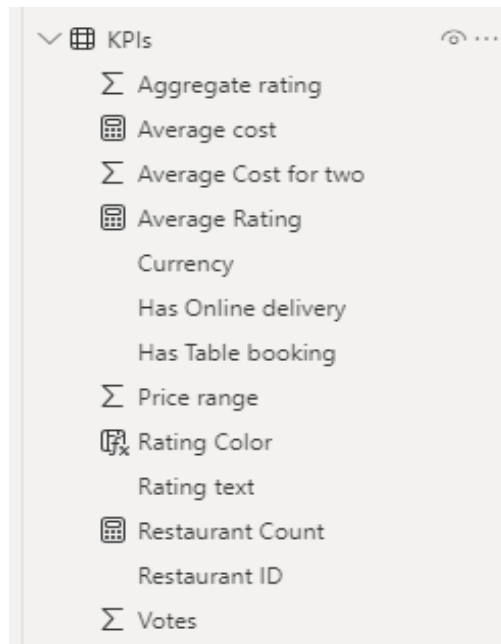 KPIs
Aggregate rating
Average cost
Average Cost for two
Average Rating
Currency
Has Online delivery
Has Table booking
Price range
Rating Color
Rating text
Restaurant Count
Restaurant ID
Votes